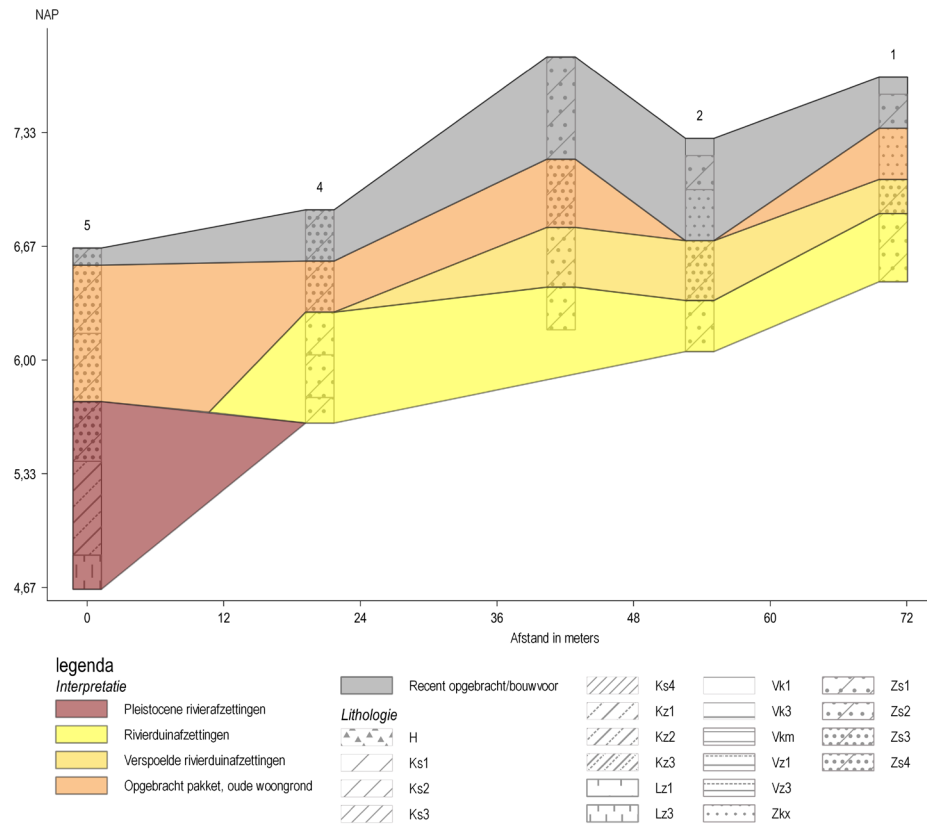 NAP
1
2
7,33
4
5
6,67
6,00
5,33
4,67
0 12 24 36 48 60 72
Afstand in meters
legenda
Interpretatie
Pleistocene rivierafzettingen
Rivierduinafzettingen
Verspoelde rivierduinafzettingen
Opgebracht pakket, oude woongrond
Recent opgebracht/bouwvoor
Lithologie
H
Ks1
Ks2
Ks3
Ks4
Kz1
Kz2
Kz3
Lz1
Lz3
Vk1
Vk3
Vkm
Vz1
Vz3
Zkx
Zs1
Zs2
Zs3
Zs4